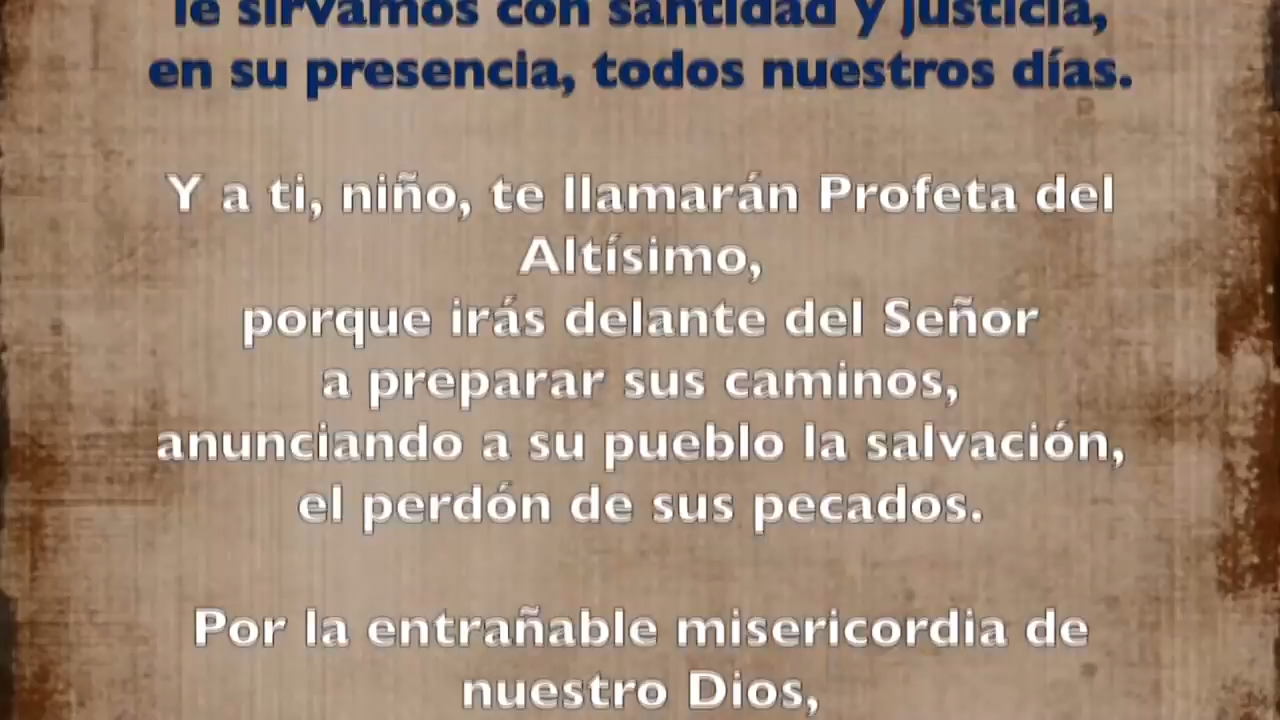 le sirvamos con santidad y justicia,
en su presencia, todos nuestros días.
Y a ti, niño, te llamarán Profeta del
Altísimo,
porque irás delante del Señor
a preparar sus caminos,
anunciando a su pueblo la salvación,
el perdón de sus pecados.
Por la entrañable misericordia de
nuestro Dios,